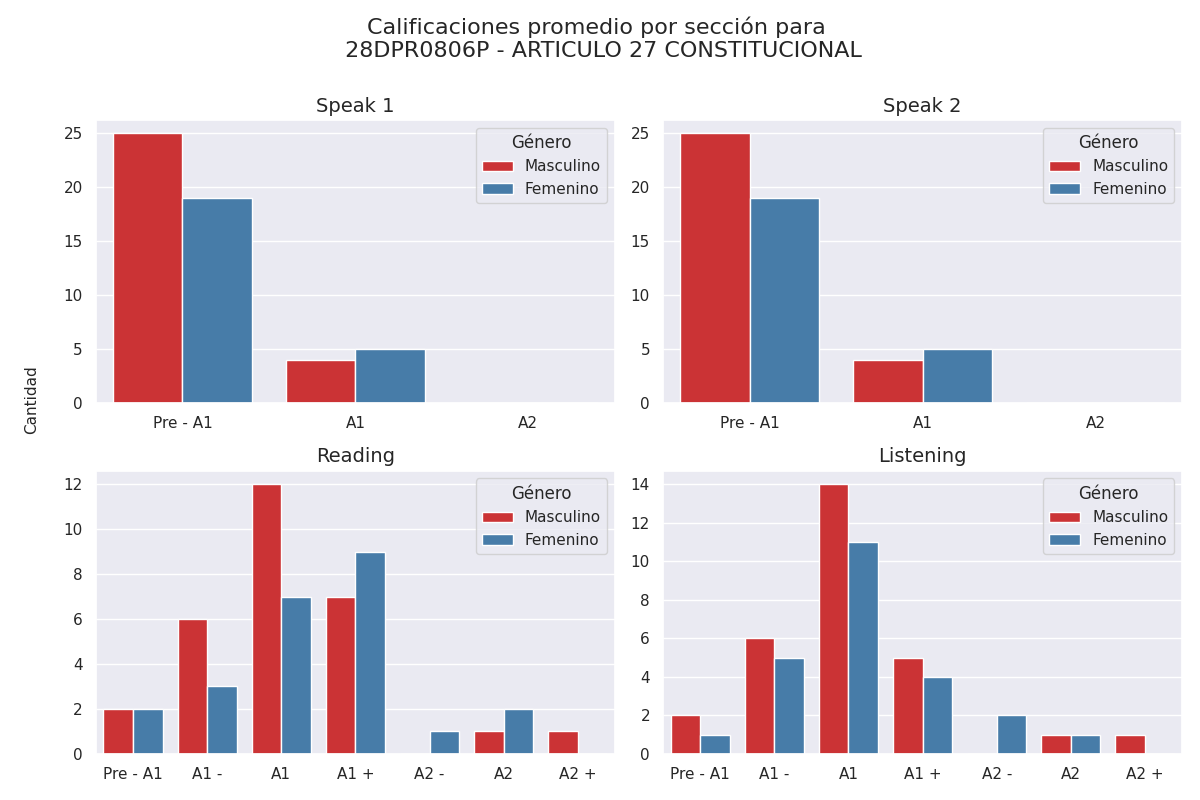 Calificaciones promedio por sección para
28DPR0806P - ARTICULO 27 CONSTITUCIONAL
Cantidad
Speak 1
25
20
15
10
5
0
Pre - A1 A1 A2
Género
Masculino
Femenino
Speak 2
25
20
15
10
5
0
Pre - A1 A1 A2
Género
Masculino
Femenino
Reading
12
10
8
6
4
2
0
Pre - A1 A1 - A1 A1 + A2 - A2 A2 +
Género
Masculino
Femenino
Listening
14
12
10
8
6
4
2
0
Pre - A1 A1 - A1 A1 + A2 - A2 A2 +
Género
Masculino
Femenino